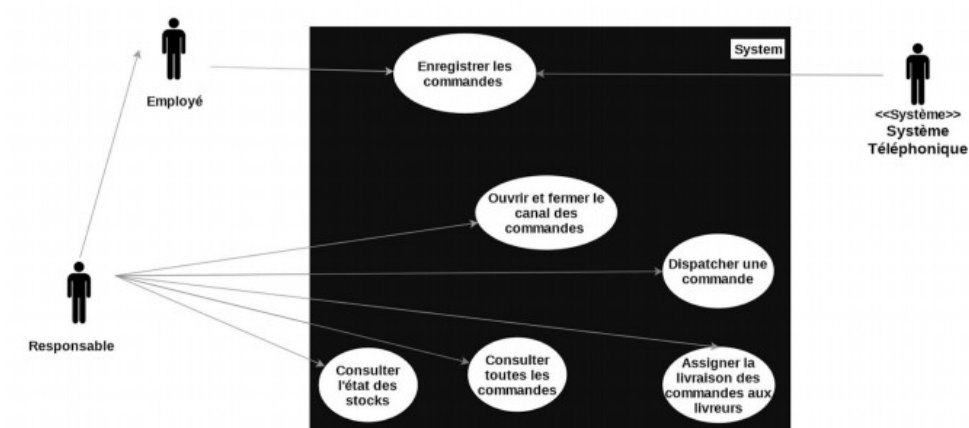 System
Enregistrer les
commandes
Employé
<<Système>>
Système
Téléphonique
Ouvrir et fermer le
canal des
commandes
Dispatcher une
commande
Responsable
Consulter
l'état des
stocks
Consulter
toutes les
commandes
Assigner la
livraison des
commandes aux
livreurs